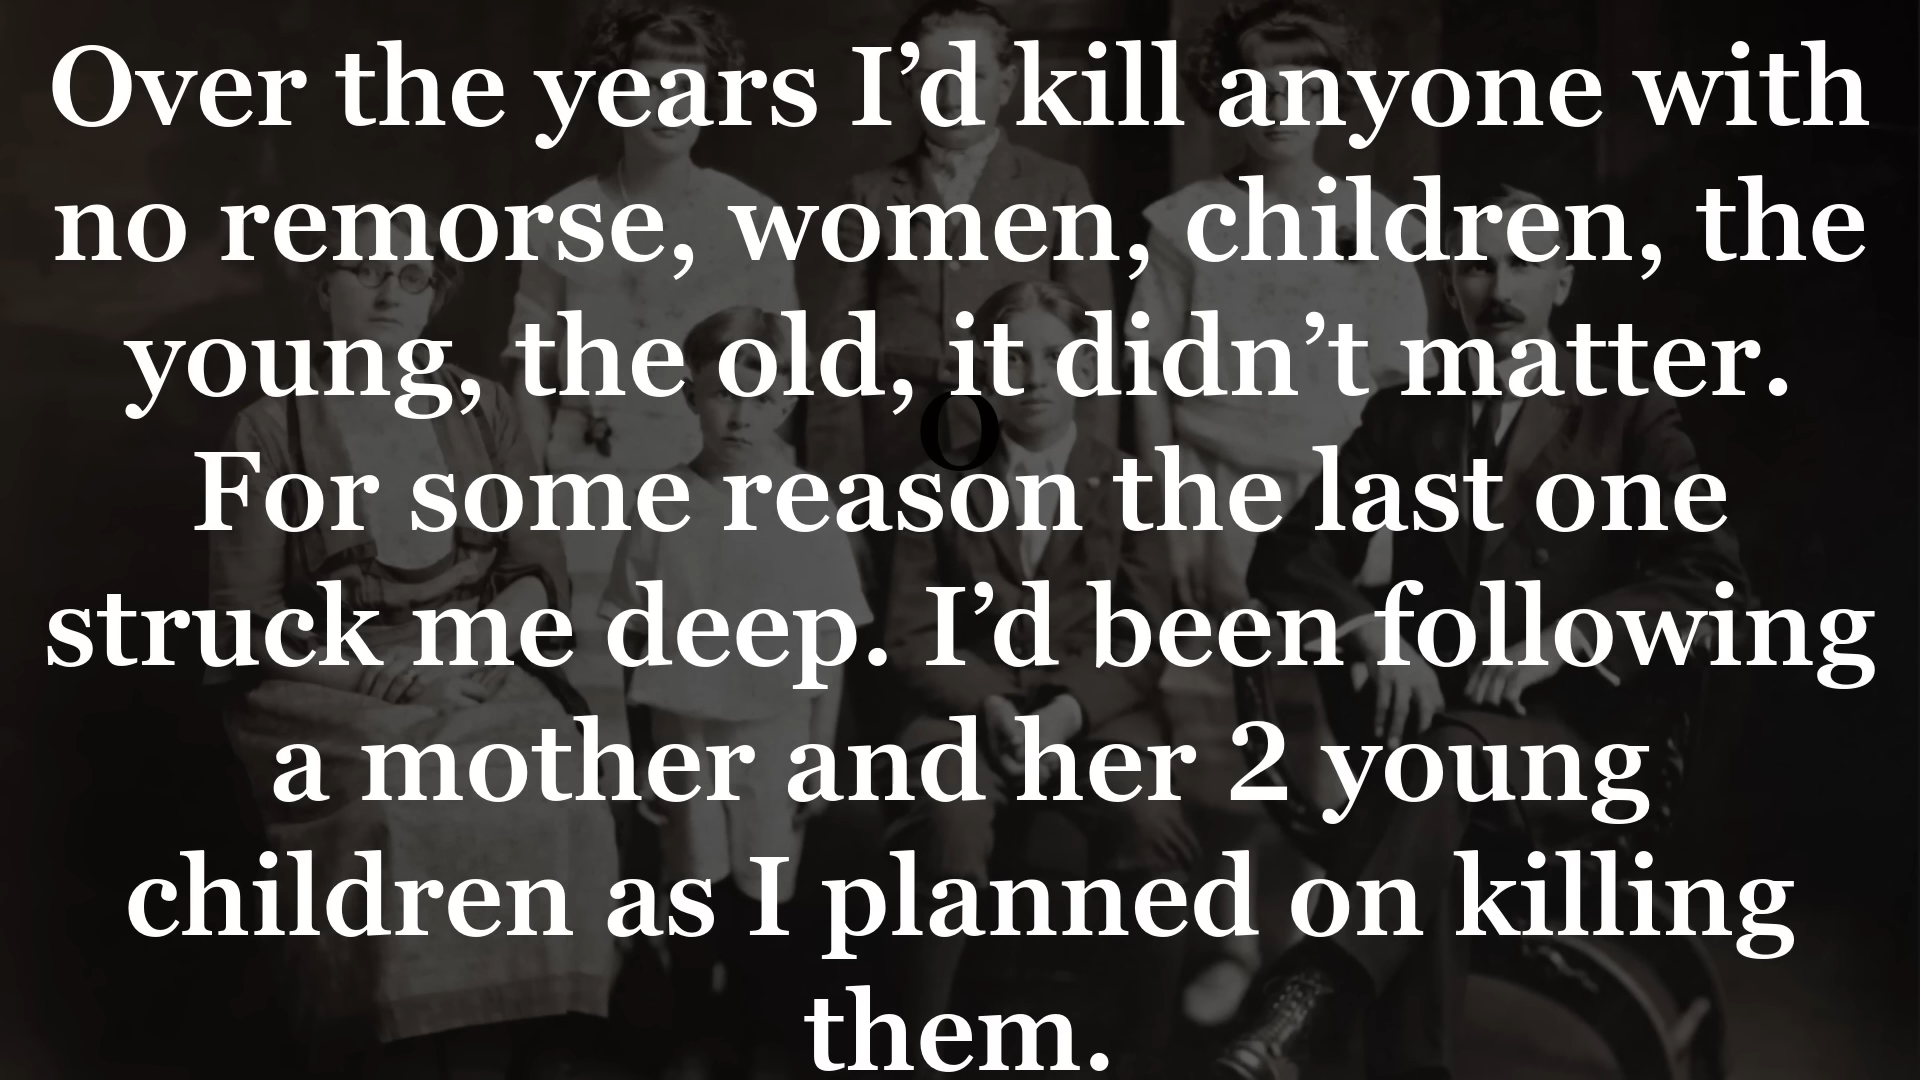 Over the years I’d kill anyone with
no remorse, women, children, the
young, the old, it didn’t matter.
O
For some reason the last one
struck me deep. I’d been following
a mother and her 2 young
children as I planned on killing
them.